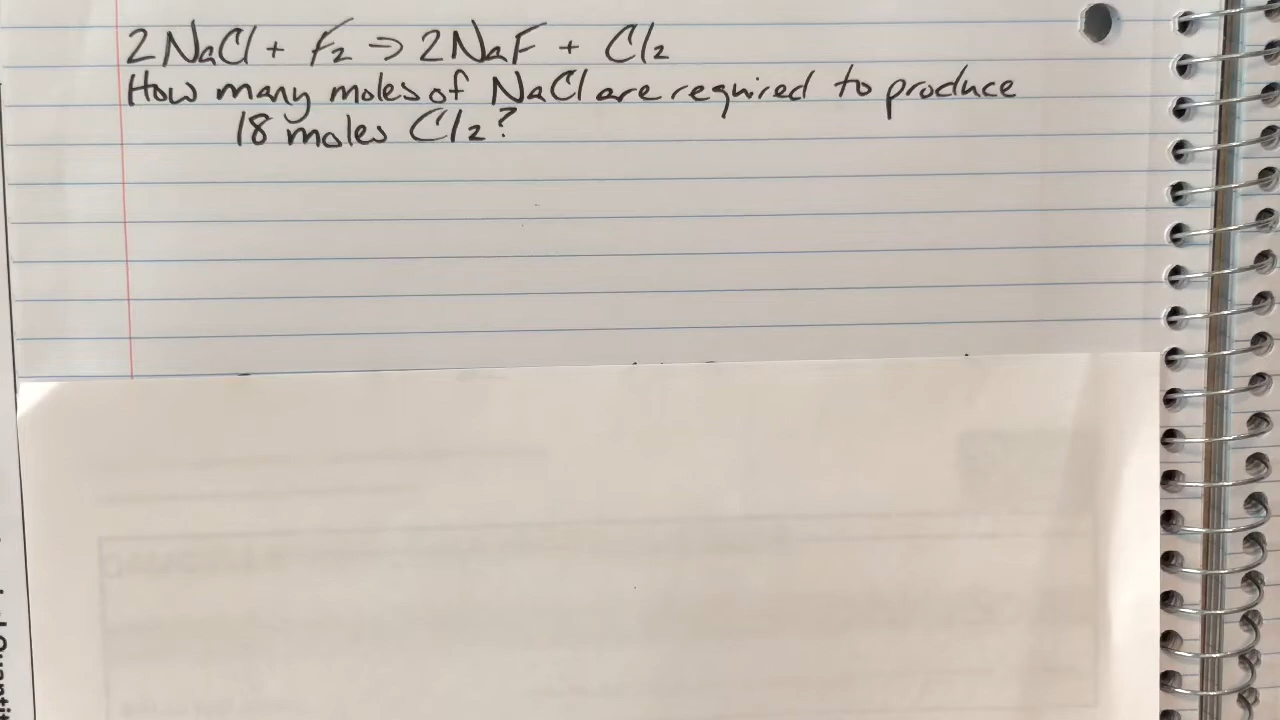 2NaCl + F₂ → 2NaF + Cl₂
How many moles of NaCl are required to produce
18 moles Cl₂?